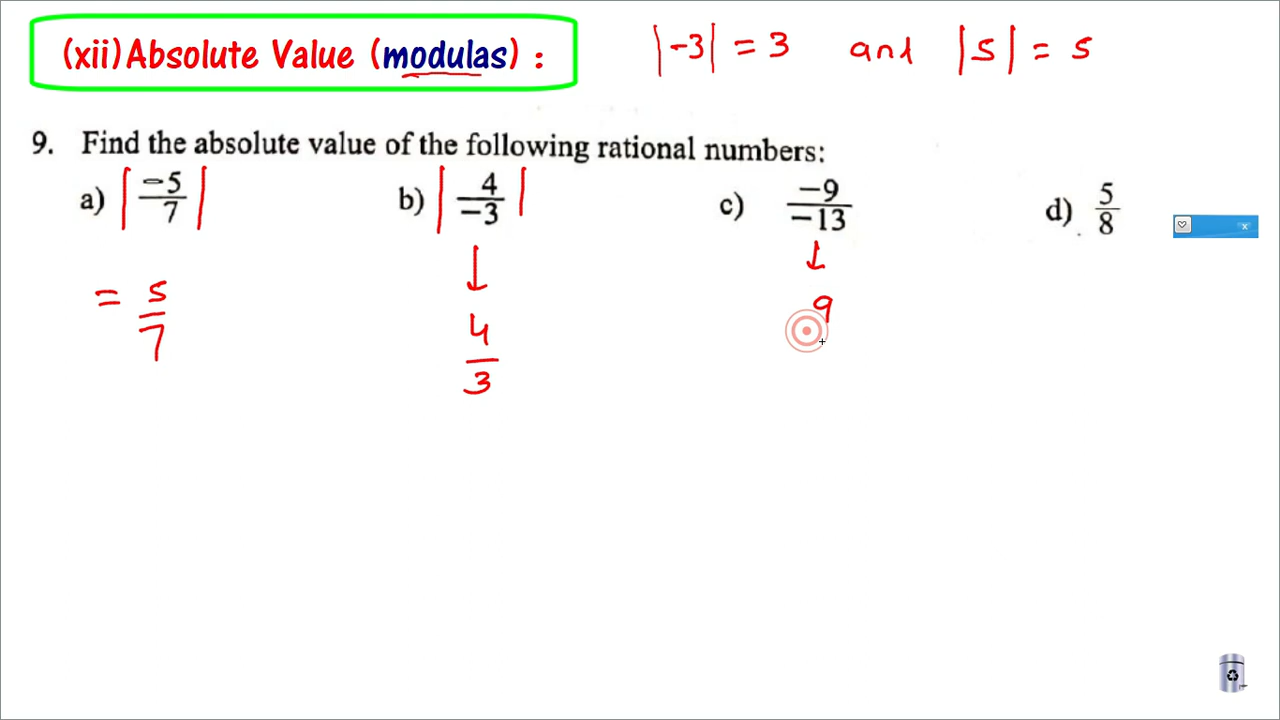 (xii) Absolute Value (modulas) : |-3| = 3 and |5| = 5
9. Find the absolute value of the following rational numbers:
a) |-5/7| b) |4/-3| c) -9/-13 d) 5/8
= 5/7 ↓ 4/3 ↓ 9